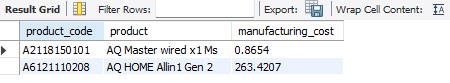 Result Grid Filter Rows: Export: Wrap Cell Content:
product_code product manufacturing_cost
A2118150101 AQ Master wired x1 Ms 0.8654
A6121110208 AQ HOME Allin1 Gen 2 263.4207